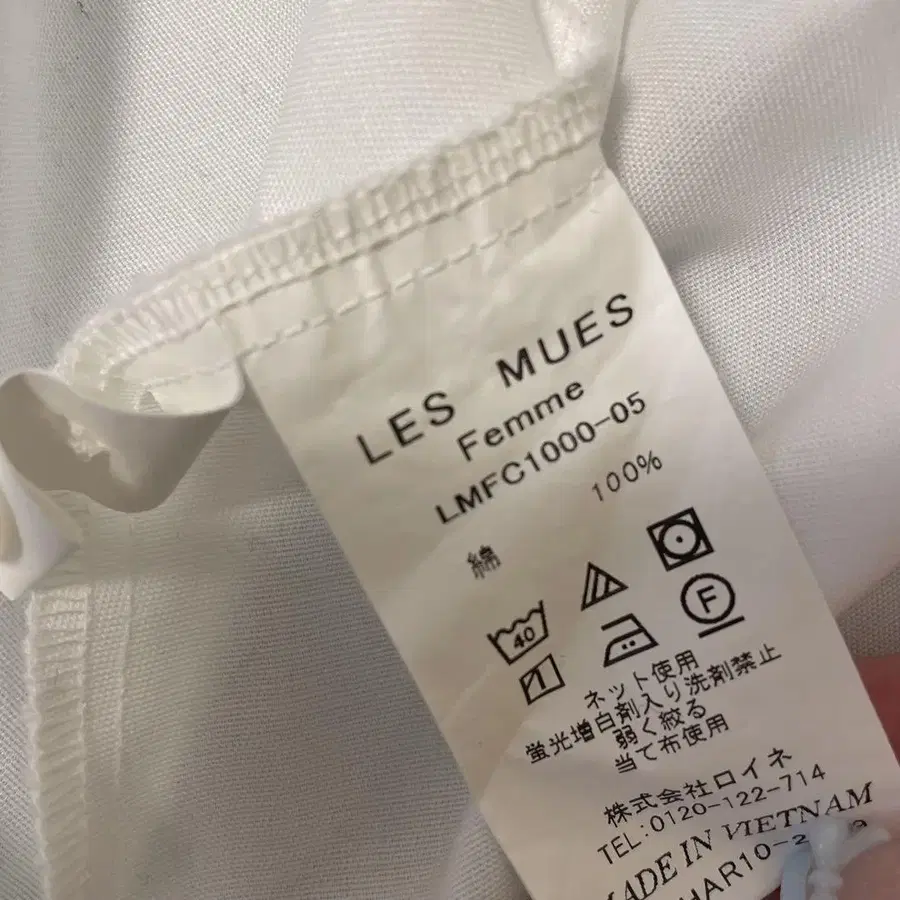 LES MUES
Femme
LMFC1000-05
綿 100%
40
F
ネット使用
蛍光増白剤入り洗剤禁止
弱く絞る
当て布使用
株式会社ロイネ
TEL:0120-122-714
MADE IN VIETNAM